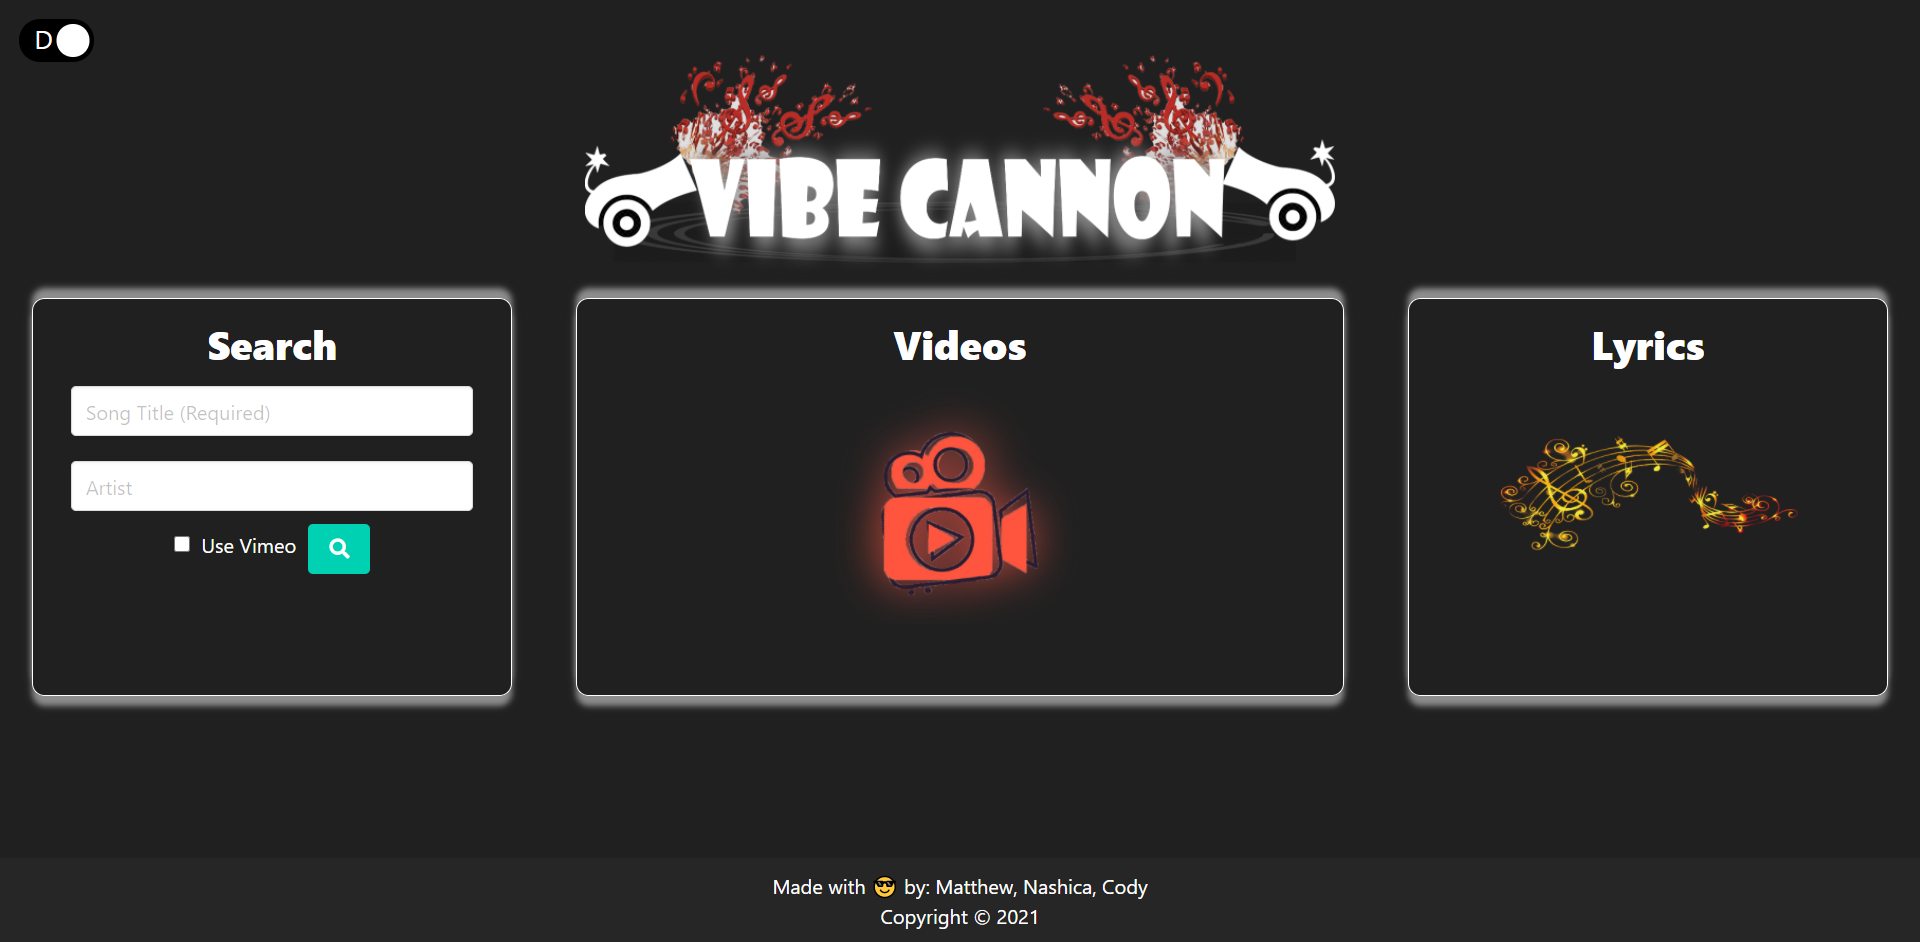 D
VIBE CANNON
Search
Song Title (Required)
Artist
Use Vimeo
Videos
Lyrics
Made with 😎 by: Matthew, Nashica, Cody
Copyright © 2021